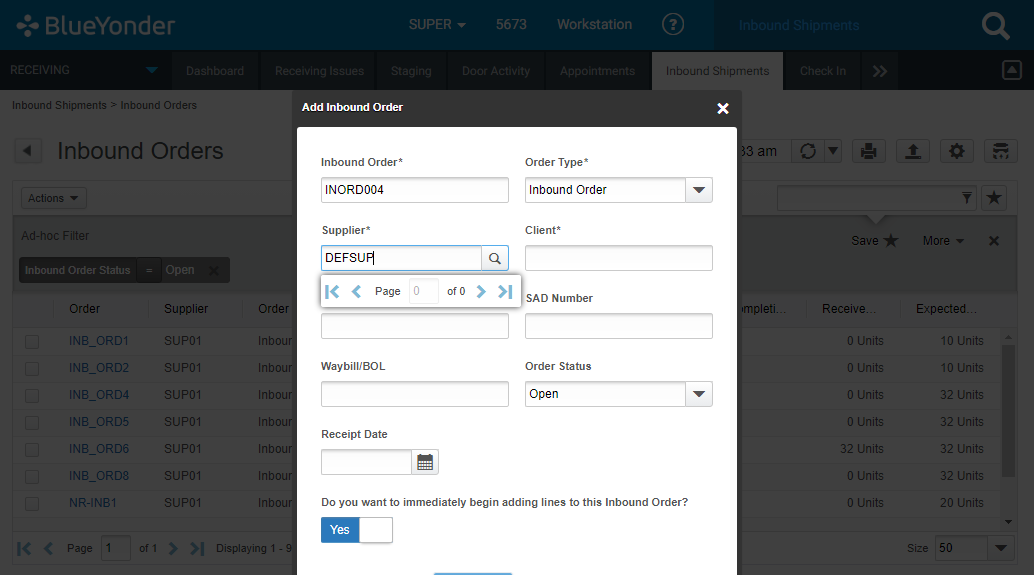 BlueYonder SUPER 5673 Workstation ? Inbound Shipments
RECEIVING Dashboard Receiving Issues Staging Door Activity Appointments Inbound Shipments Check In
Inbound Shipments > Inbound Orders
Add Inbound Order
Inbound Orders
33 am
Inbound Order* Order Type*
INORD004 Inbound Order
Actions
Supplier* Client*
Ad-hoc Filter
Save More
DEFSUP
Inbound Order Status = Open
Page 0 of 0
SAD Number
Order Supplier Order
pleti... Receive... Expected...
INB_ORD1 SUP01 Inbour 0 Units 10 Units
INB_ORD2 SUP01 Inbour 0 Units 10 Units
Waybill/BOL Order Status
Open
INB_ORD4 SUP01 Inbour 0 Units 32 Units
INB_ORD5 SUP01 Inbour 0 Units 32 Units
Receipt Date
INB_ORD6 SUP01 Inbour 32 Units 32 Units
INB_ORD8 SUP01 Inbour 0 Units 32 Units
NR-INB1 SUP01 Inbour 0 Units 20 Units
Do you want to immediately begin adding lines to this Inbound Order?
Yes
Page 1 of 1 Displaying 1 - 9
Size 50